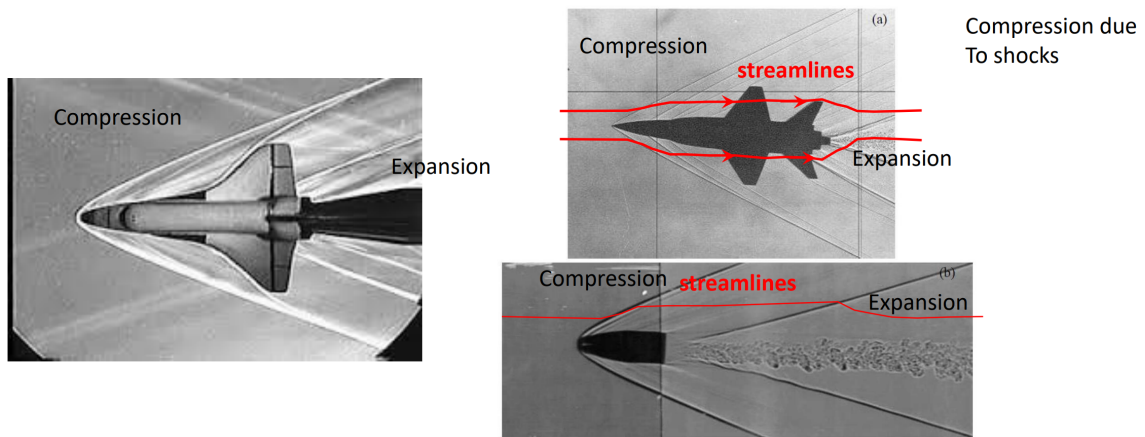 Compression
Expansion
(a)
Compression
streamlines
Expansion
Compression due
To shocks
(b)
Compression
streamlines
Expansion